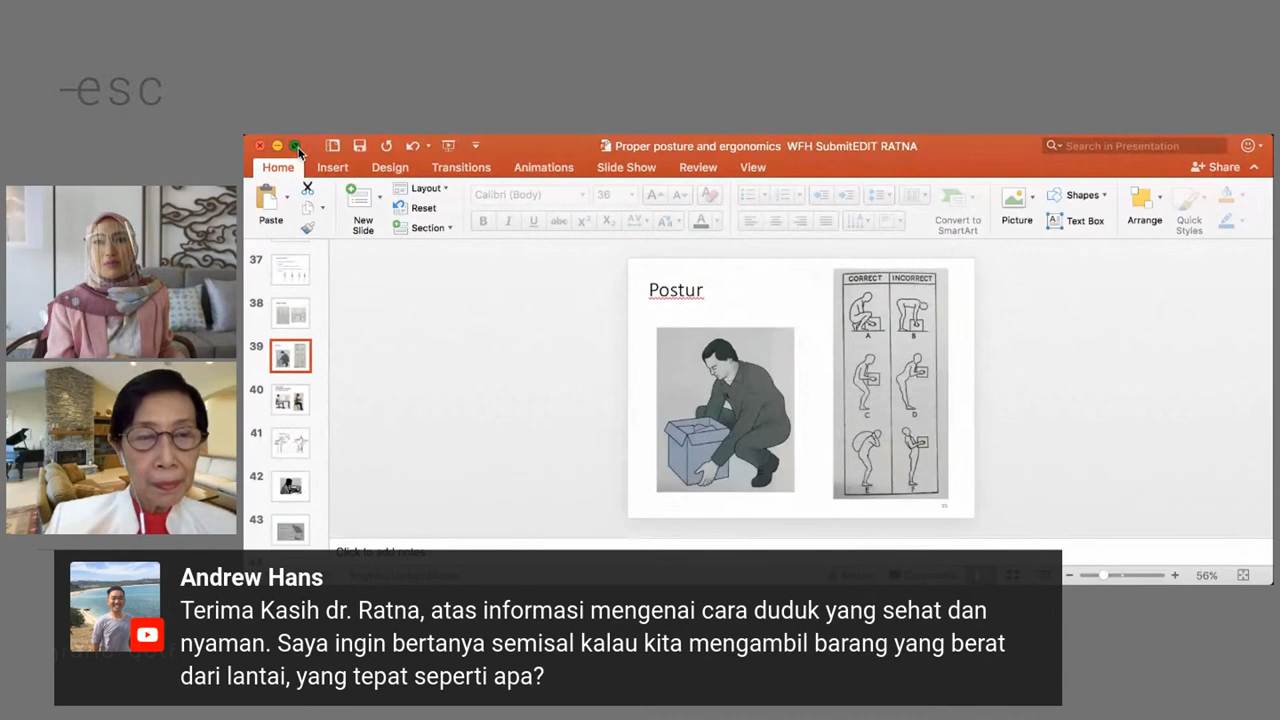 esc
Proper posture and ergonomics WFH SubmitEDIT RATNA
Search in Presentation
Home
Insert
Design
Transitions
Animations
Slide Show
Review
View
Share
Paste
New
Slide
Layout
Reset
Section
Calibri (Body)
36
Convert to
SmartArt
Picture
Shapes
Text Box
Arrange
Quick
Styles
37
38
39
40
41
42
43
Postur
CORRECT INCORRECT
A B
C D
E F
Click to add notes
56%
Andrew Hans
Terima Kasih dr. Ratna, atas informasi mengenai cara duduk yang sehat dan
nyaman. Saya ingin bertanya semisal kalau kita mengambil barang yang berat
dari lantai, yang tepat seperti apa?